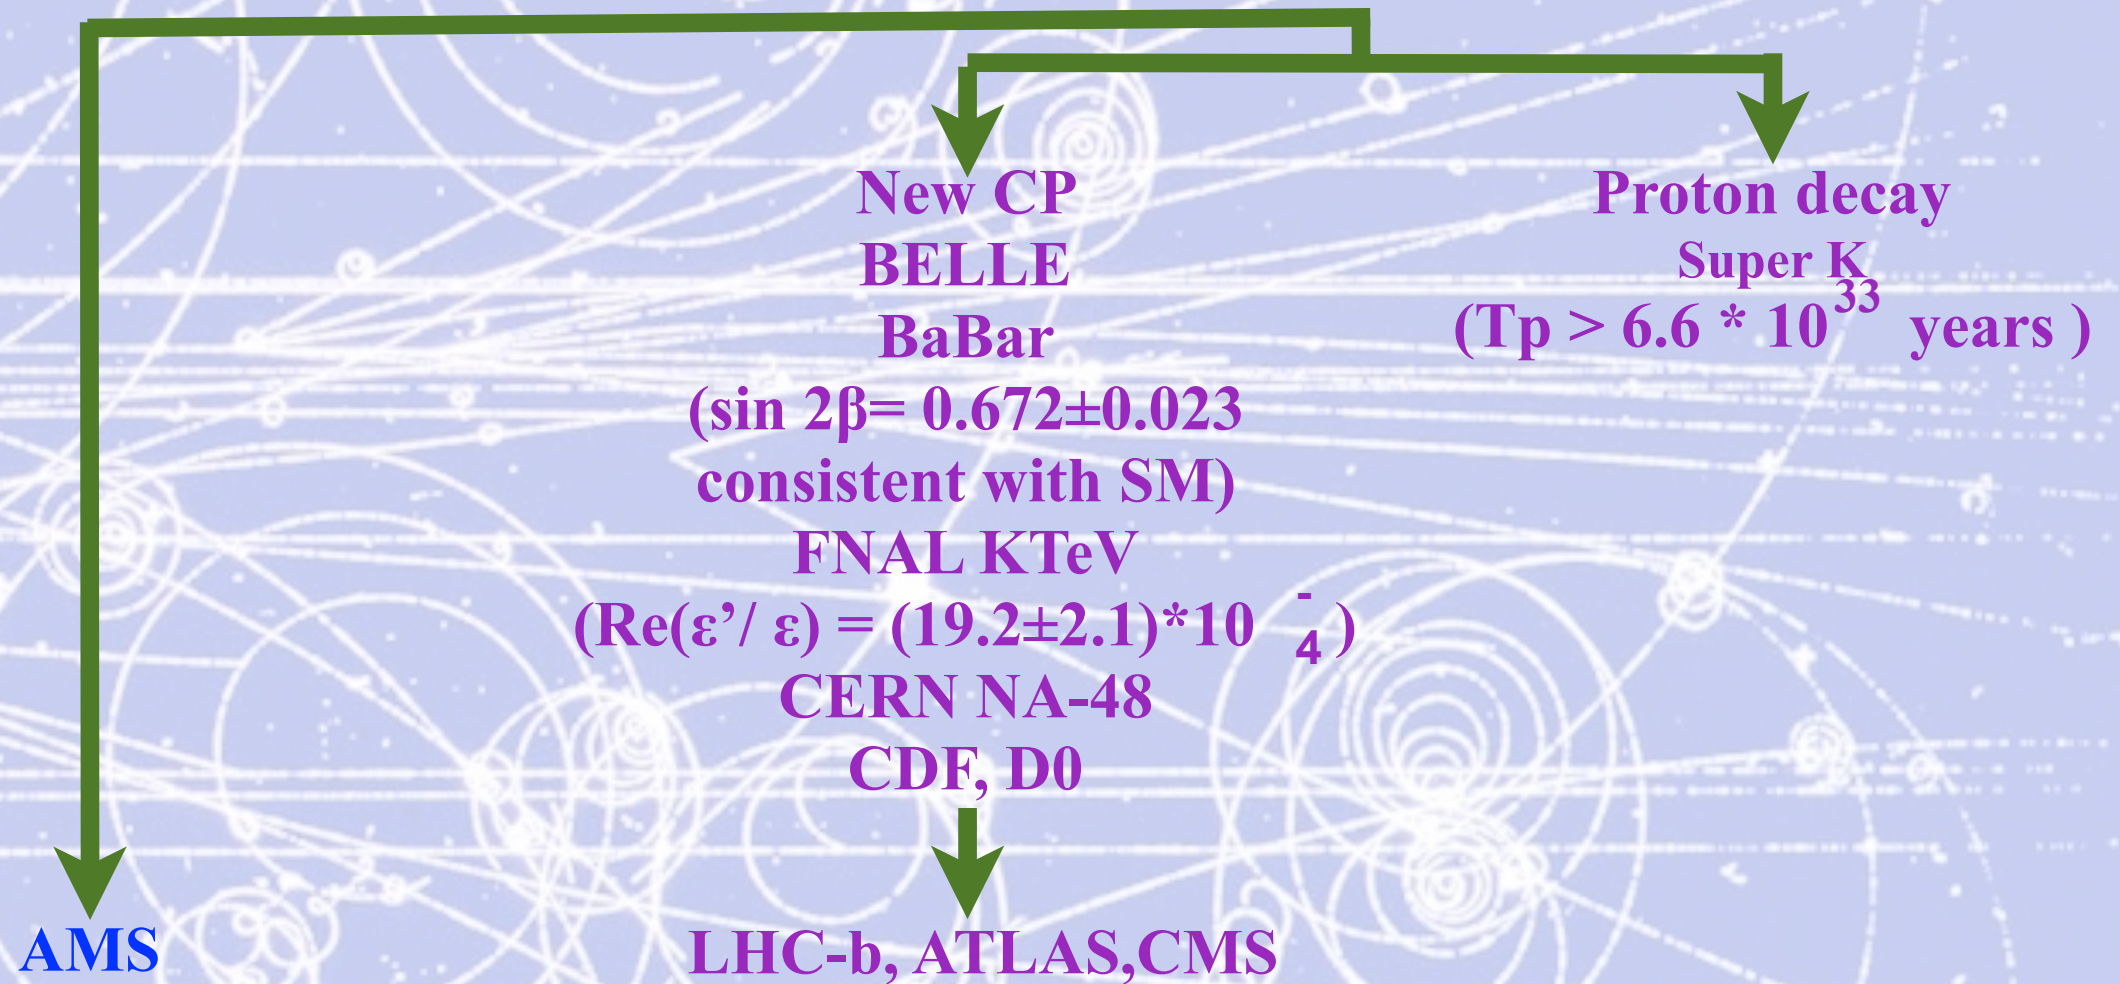 New CP
BELLE
BaBar
(sin 2β= 0.672±0.023
consistent with SM)
FNAL KTeV
(Re(ε’/ ε) = (19.2±2.1)*10 -4 )
CERN NA-48
CDF, D0
LHC-b, ATLAS,CMS
Proton decay
Super K
(Tp > 6.6 * 10 33 years )
AMS